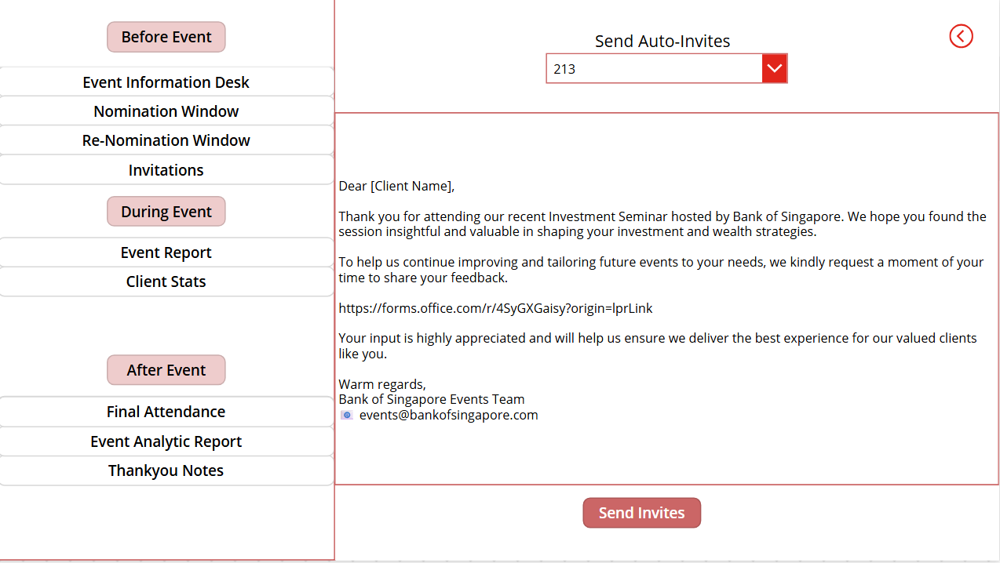 Before Event
Event Information Desk
Nomination Window
Re-Nomination Window
Invitations
During Event
Event Report
Client Stats
After Event
Final Attendance
Event Analytic Report
Thankyou Notes
Send Auto-Invites
213
Dear [Client Name],
Thank you for attending our recent Investment Seminar hosted by Bank of Singapore. We hope you found the
session insightful and valuable in shaping your investment and wealth strategies.
To help us continue improving and tailoring future events to your needs, we kindly request a moment of your
time to share your feedback.
https://forms.office.com/r/4SyGXGaisy?origin=lprLink
Your input is highly appreciated and will help us ensure we deliver the best experience for our valued clients
like you.
Warm regards,
Bank of Singapore Events Team
events@bankofsingapore.com
Send Invites